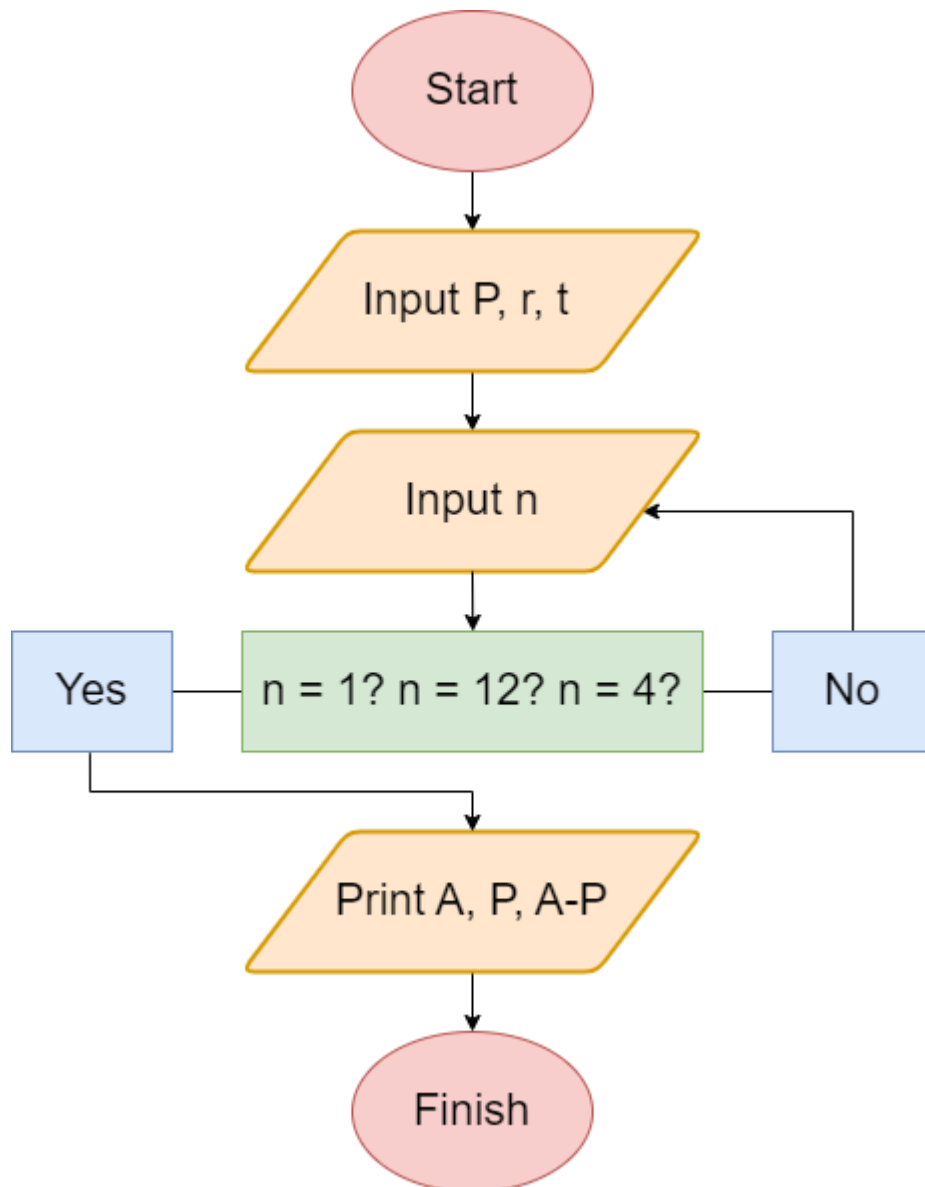 Start
Input P, r, t
Input n
Yes
n = 1? n = 12? n = 4?
No
Print A, P, A-P
Finish